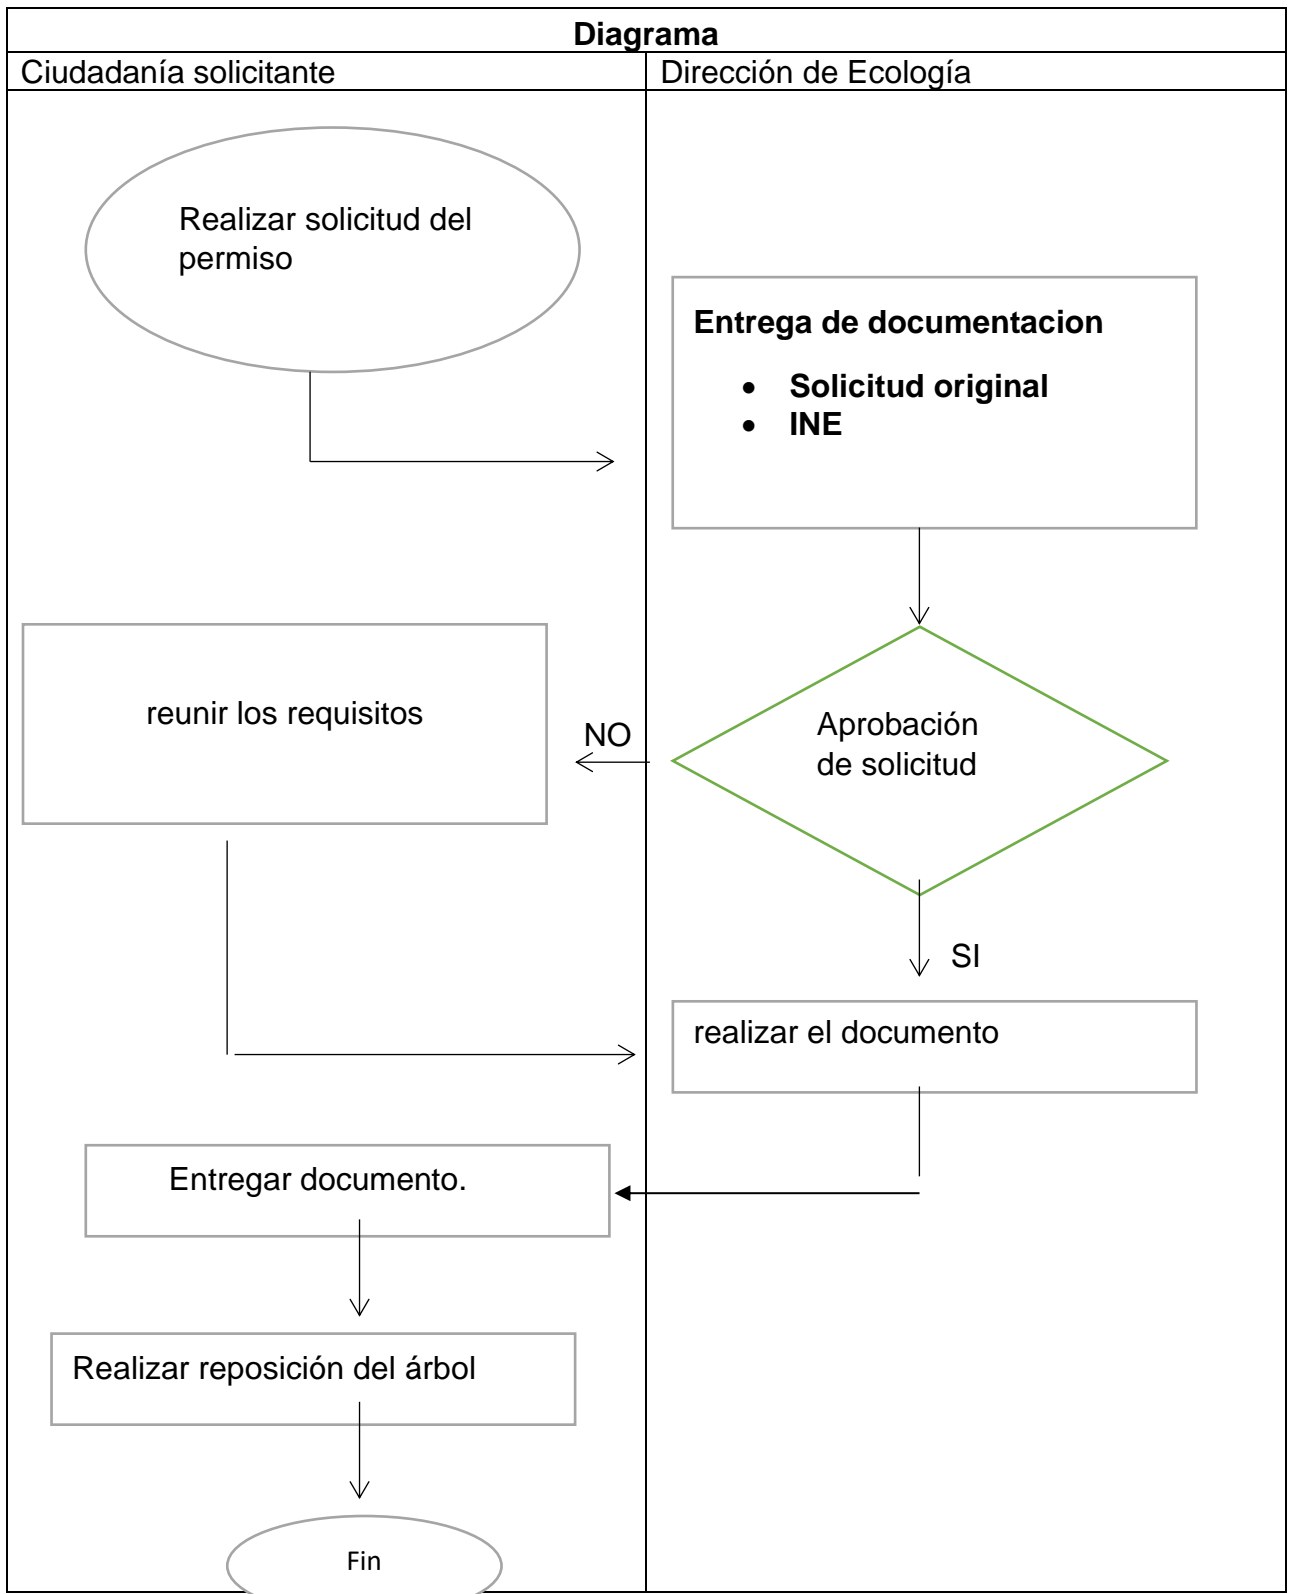 Diagrama
Ciudadanía solicitante
Dirección de Ecología
Realizar solicitud del
permiso
Entrega de documentacion
• Solicitud original
• INE
reunir los requisitos
NO
Aprobación
de solicitud
SI
realizar el documento
Entregar documento.
Realizar reposición del árbol
Fin